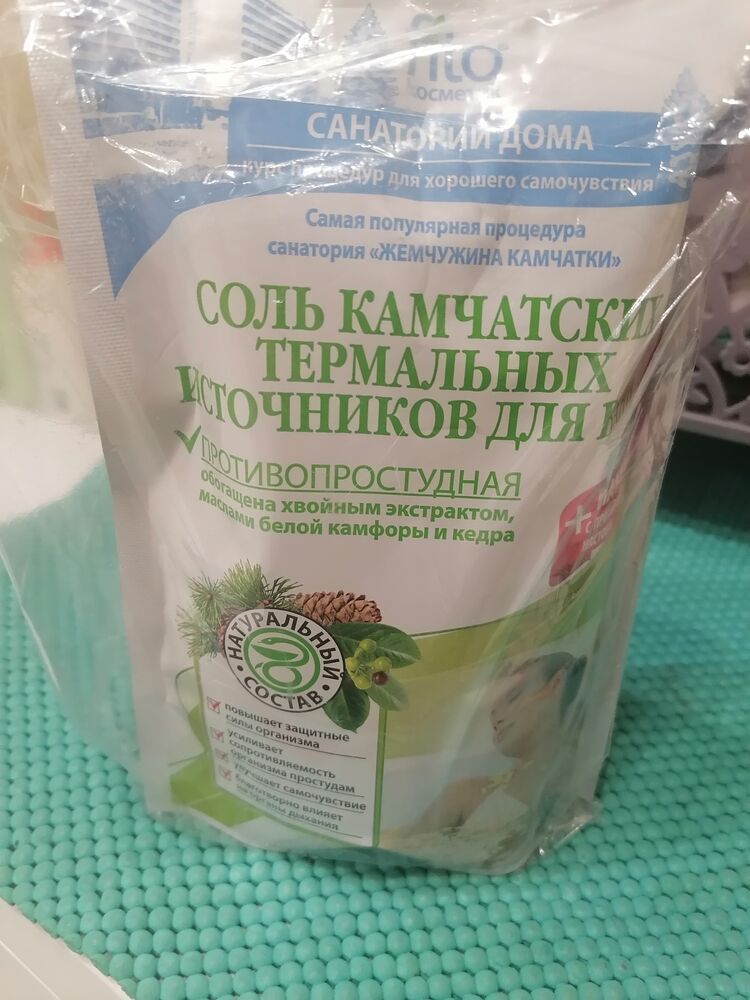 fito
косметик
САНАТОРИЙ ДОМА
курс процедур для хорошего самочувствия
Самая популярная процедура
санатория «ЖЕМЧУЖИНА КАМЧАТКИ»
СОЛЬ КАМЧАТСКИХ
ТЕРМАЛЬНЫХ
ИСТОЧНИКОВ ДЛЯ
ПРОТИВОПРОСТУДНАЯ
обогащена хвойным экстрактом,
маслами белой камфоры и кедра
НАТУРАЛЬНЫЙ
СОСТАВ
повышает защитные
силы организма
усиливает
сопротивляемость
организма простудам
улучшает самочувствие
благотворно влияет
на органы дыхания